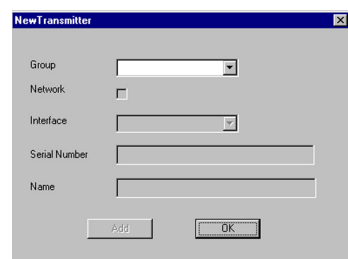 NewTransmitter
Group
Network
Interface
Serial Number
Name
Add OK